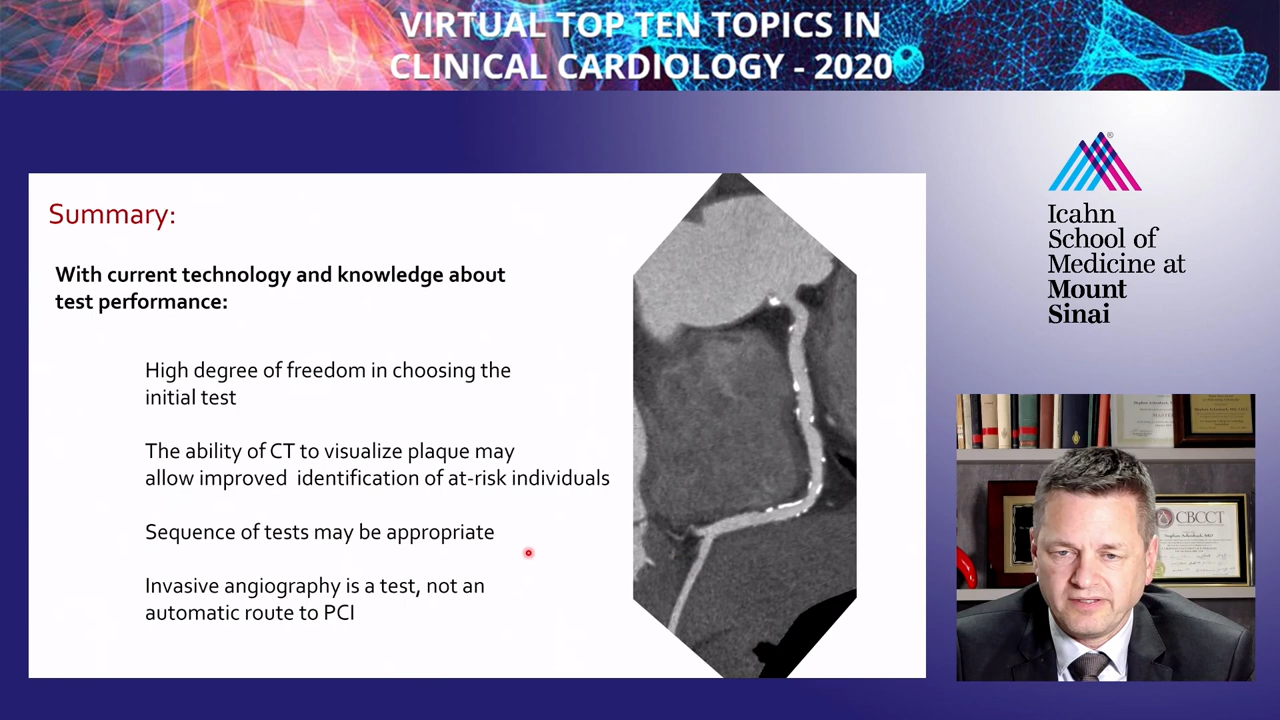 VIRTUAL TOP TEN TOPICS IN
CLINICAL CARDIOLOGY - 2020
Summary:
With current technology and knowledge about
test performance:
High degree of freedom in choosing the
initial test
The ability of CT to visualize plaque may
allow improved identification of at-risk individuals
Sequence of tests may be appropriate
Invasive angiography is a test, not an
automatic route to PCI
®
Icahn
School of
Medicine at
Mount
Sinai
CBCCT